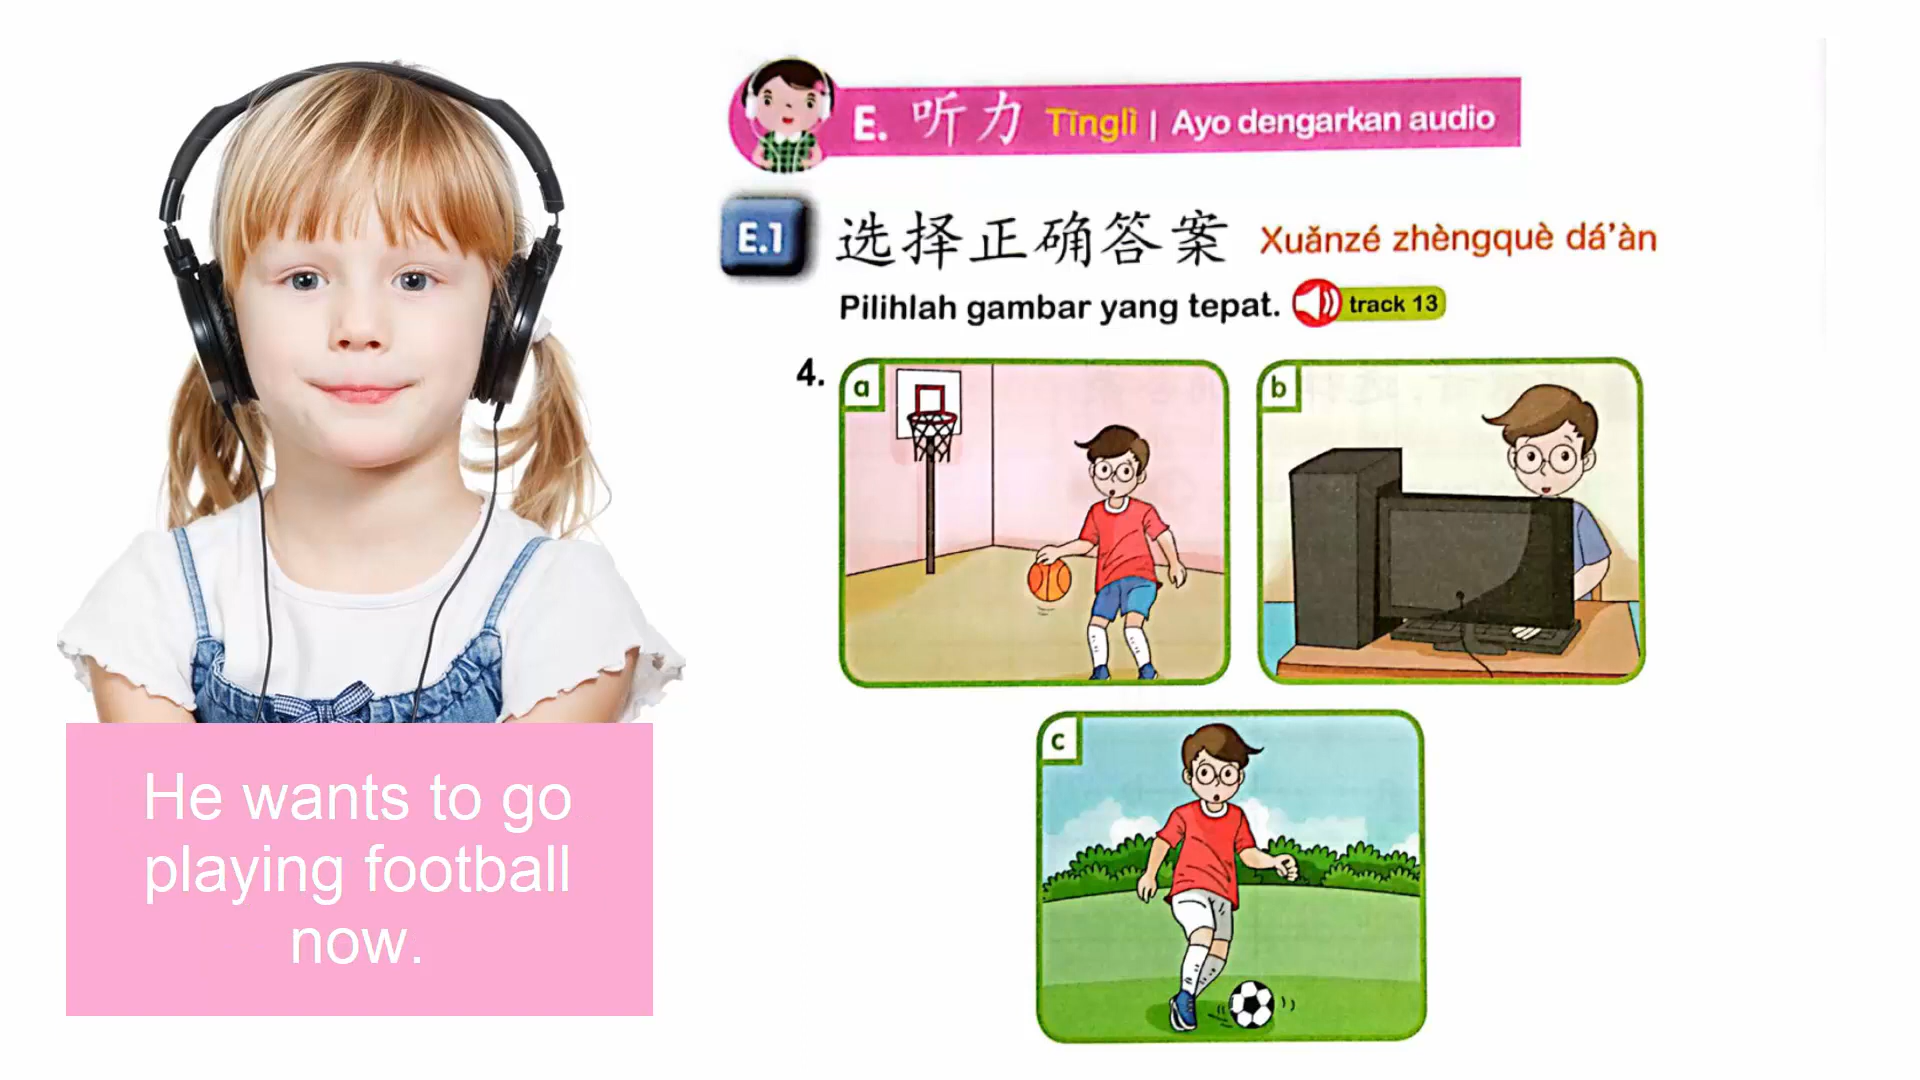 E. 听力 Tīnglì | Ayo dengarkan audio
E.1 选择正确答案 Xuǎnzé zhèngquè dá'àn
Pilihlah gambar yang tepat. track 13
4.
a
b
c
He wants to go
playing football
now.